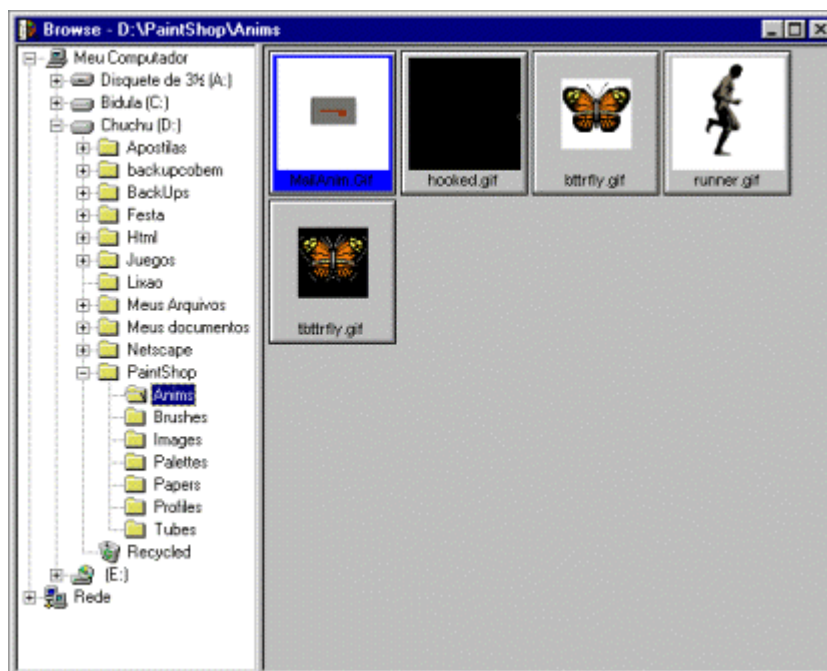 Browse - D:\PaintShop\Anims
Meu Computador
Disquete de 3½ (A:)
Bidula (C:)
Chuchu (D:)
Apostilas
backupcobem
BackUps
Festa
Html
Juegos
Lixao
Meus Arquivos
Meus documentos
Netscape
PaintShop
Anims
Brushes
Images
Palettes
Papers
Profiles
Tubes
Recycled
(E:)
Rede
MailAnim.Gif
hooked.gif
bttrfly.gif
runner.gif
tbttrfly.gif